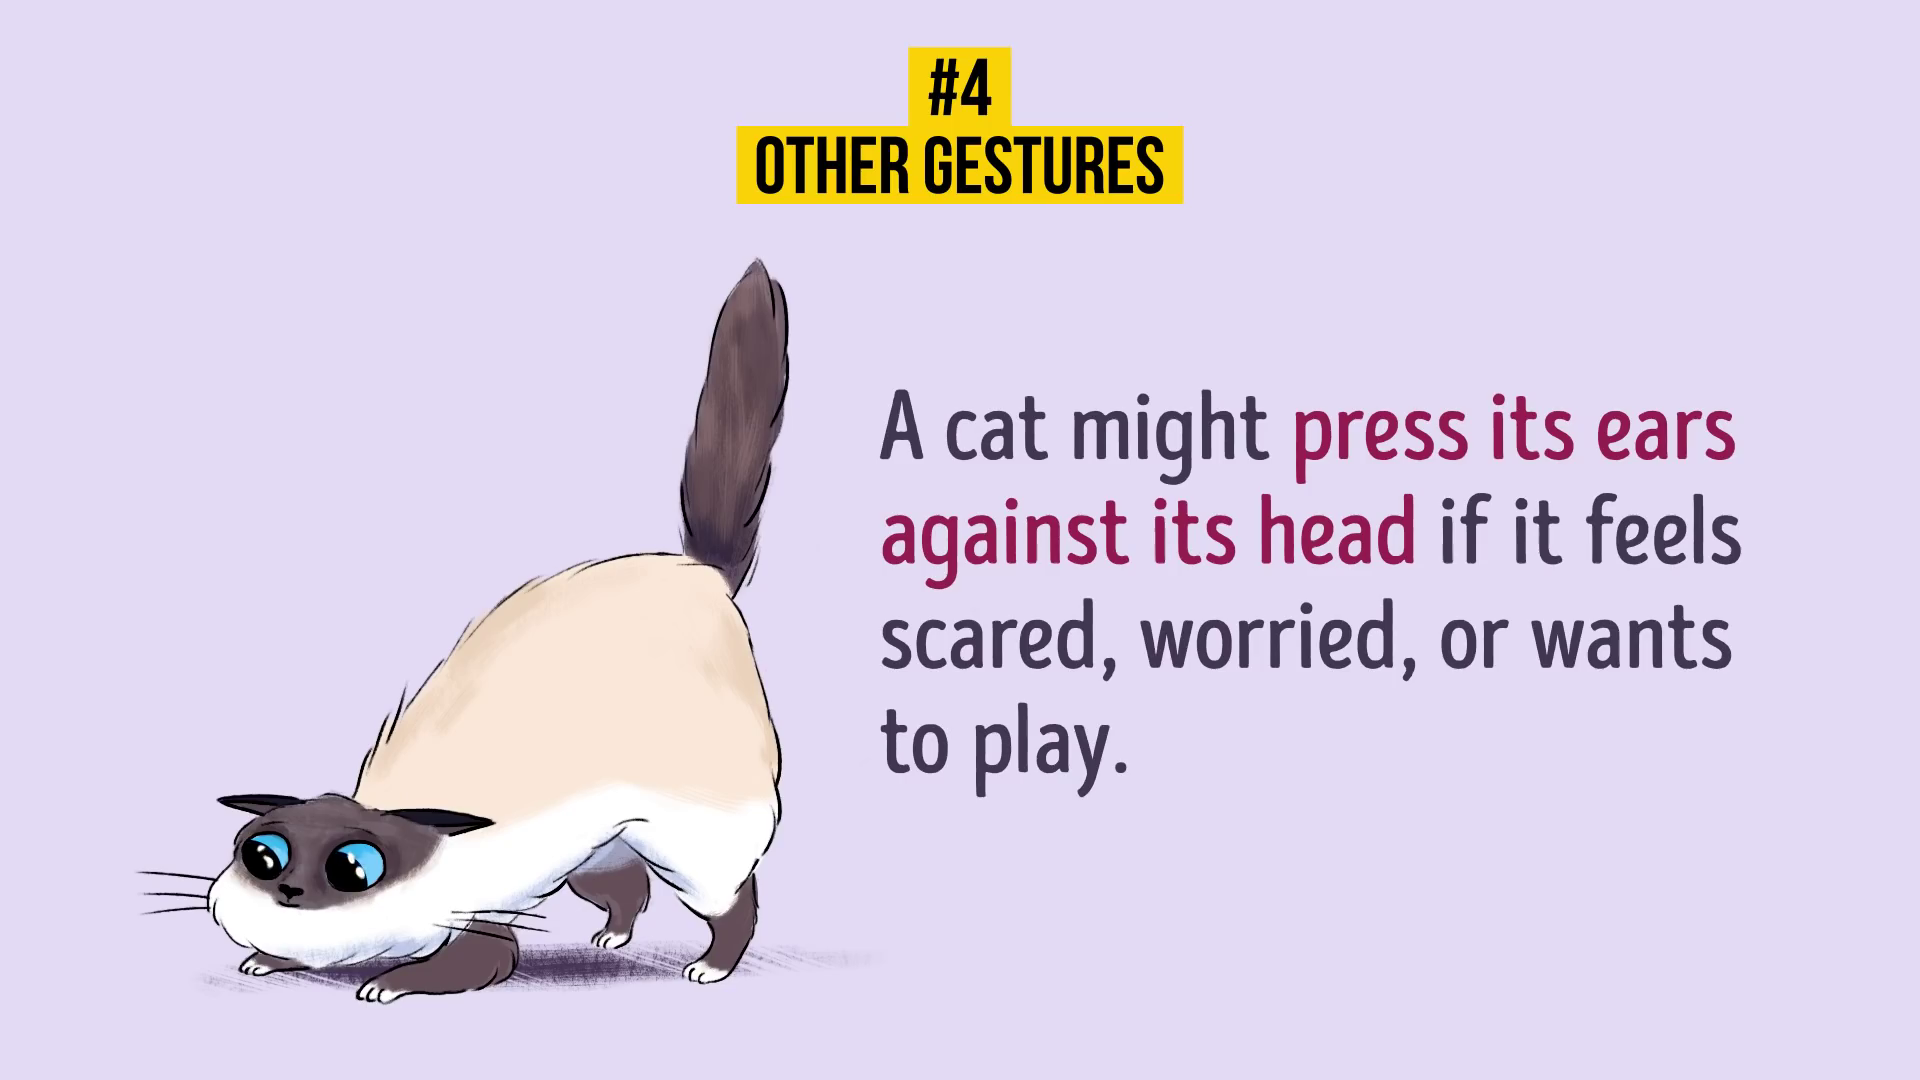 #4
OTHER GESTURES
A cat might press its ears
against its head if it feels
scared, worried, or wants
to play.